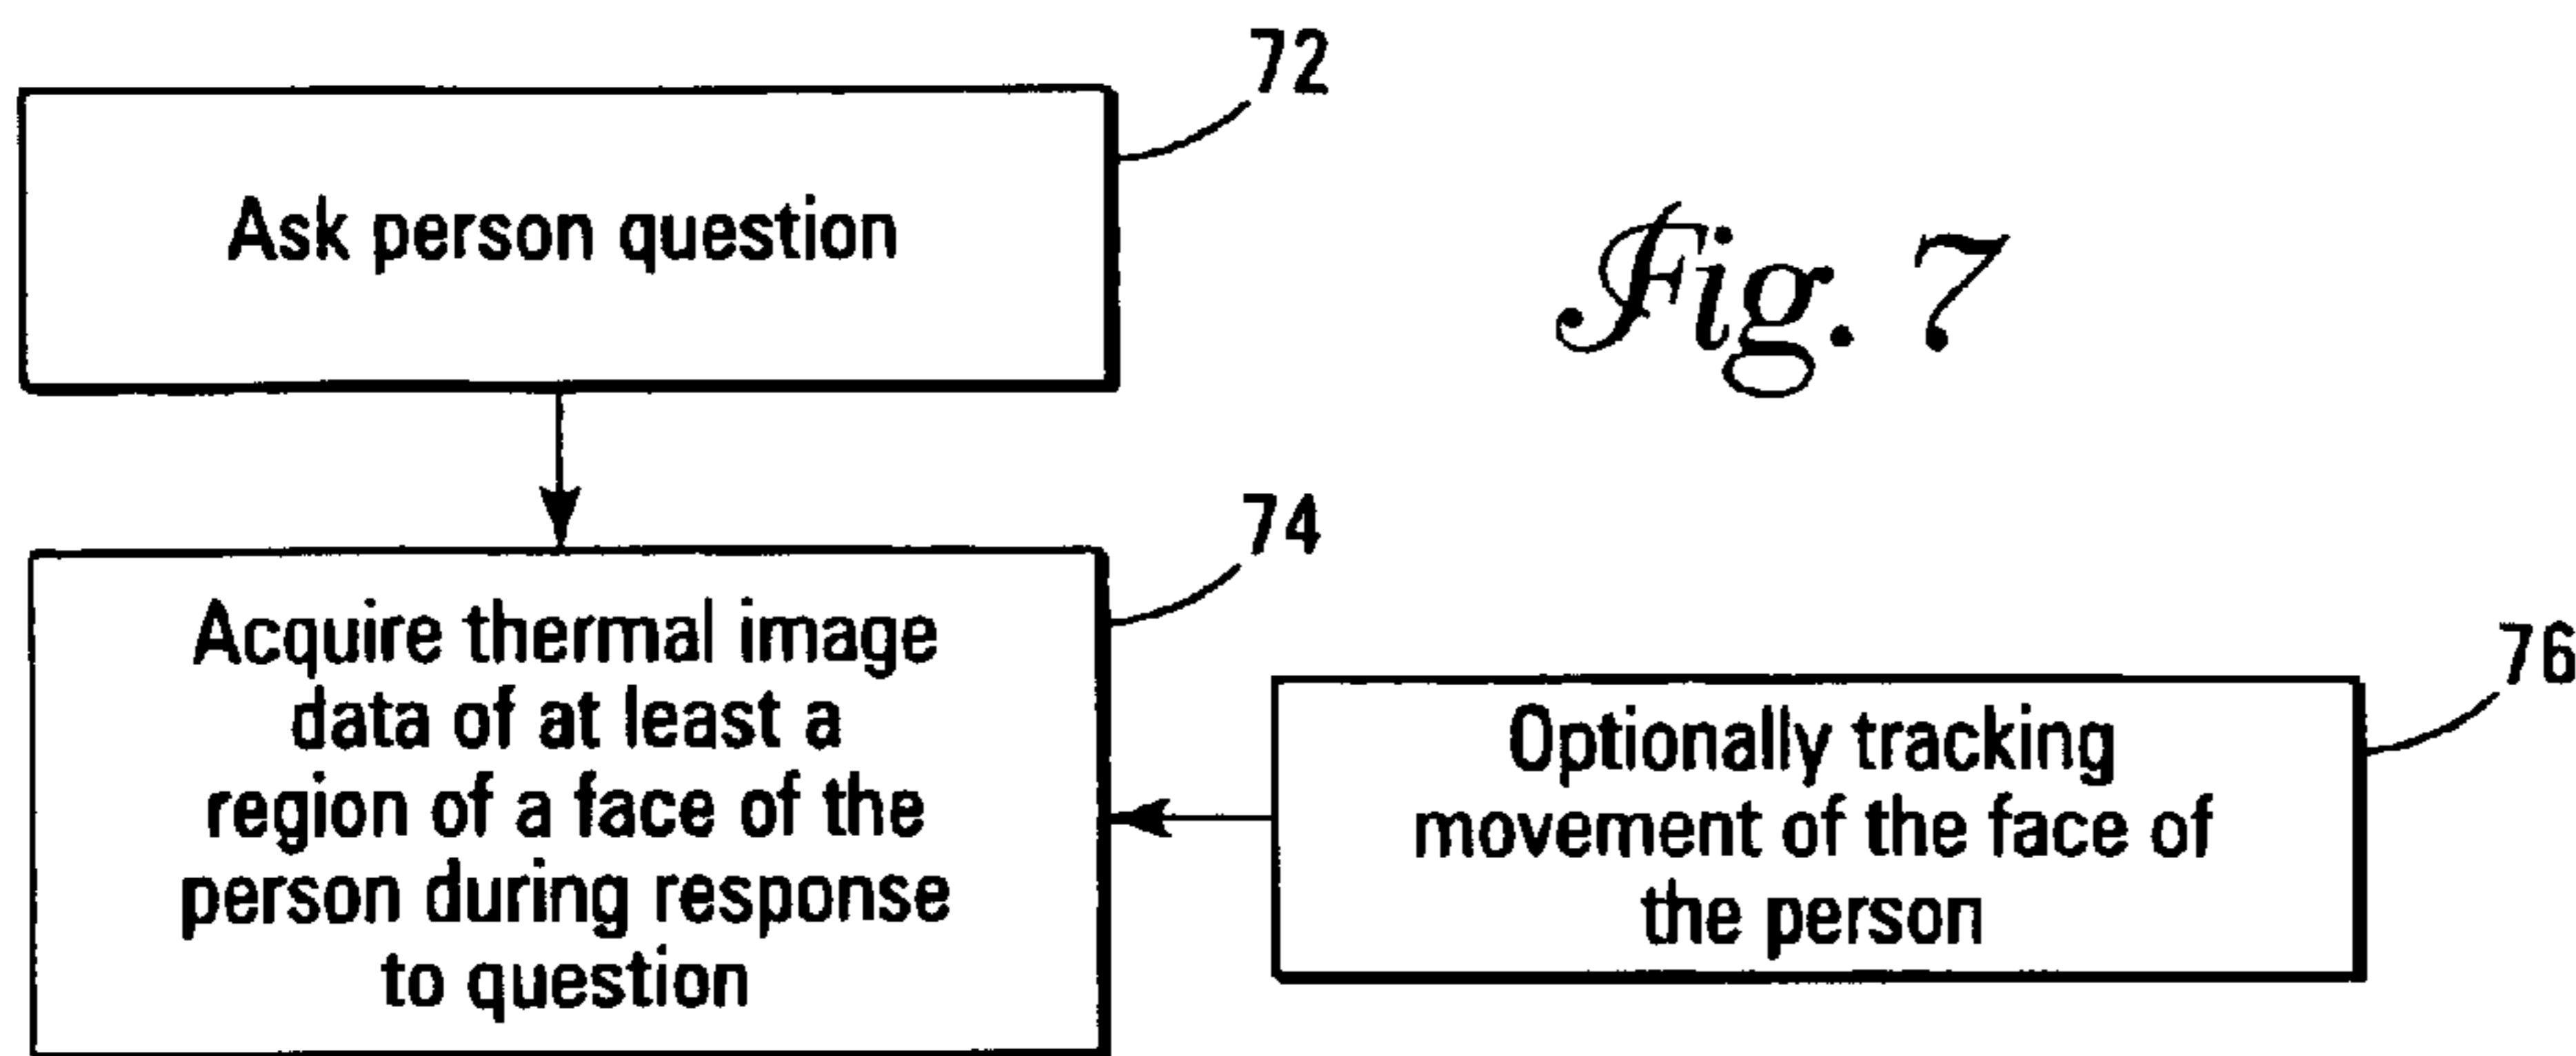 72
Ask person question
Fig. 7
74
Acquire thermal image
data of at least a
region of a face of the
person during response
to question
76
Optionally tracking
movement of the face of
the person